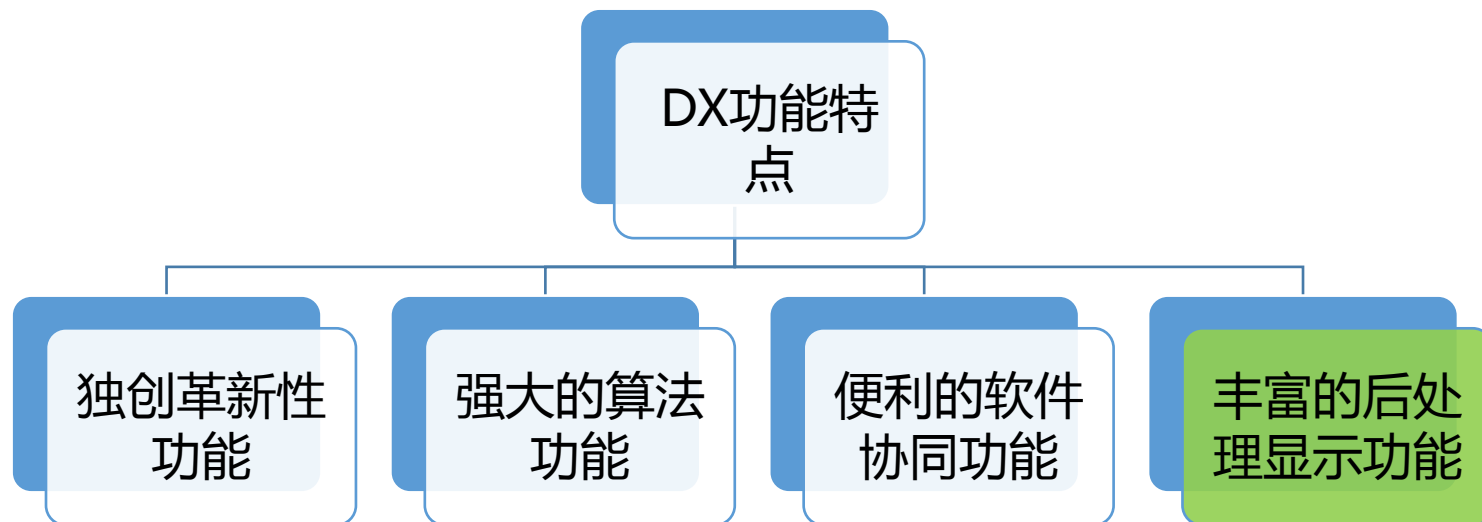 DX功能特
点
独创革新性
功能
强大的算法
功能
便利的软件
协同功能
丰富的后处
理显示功能